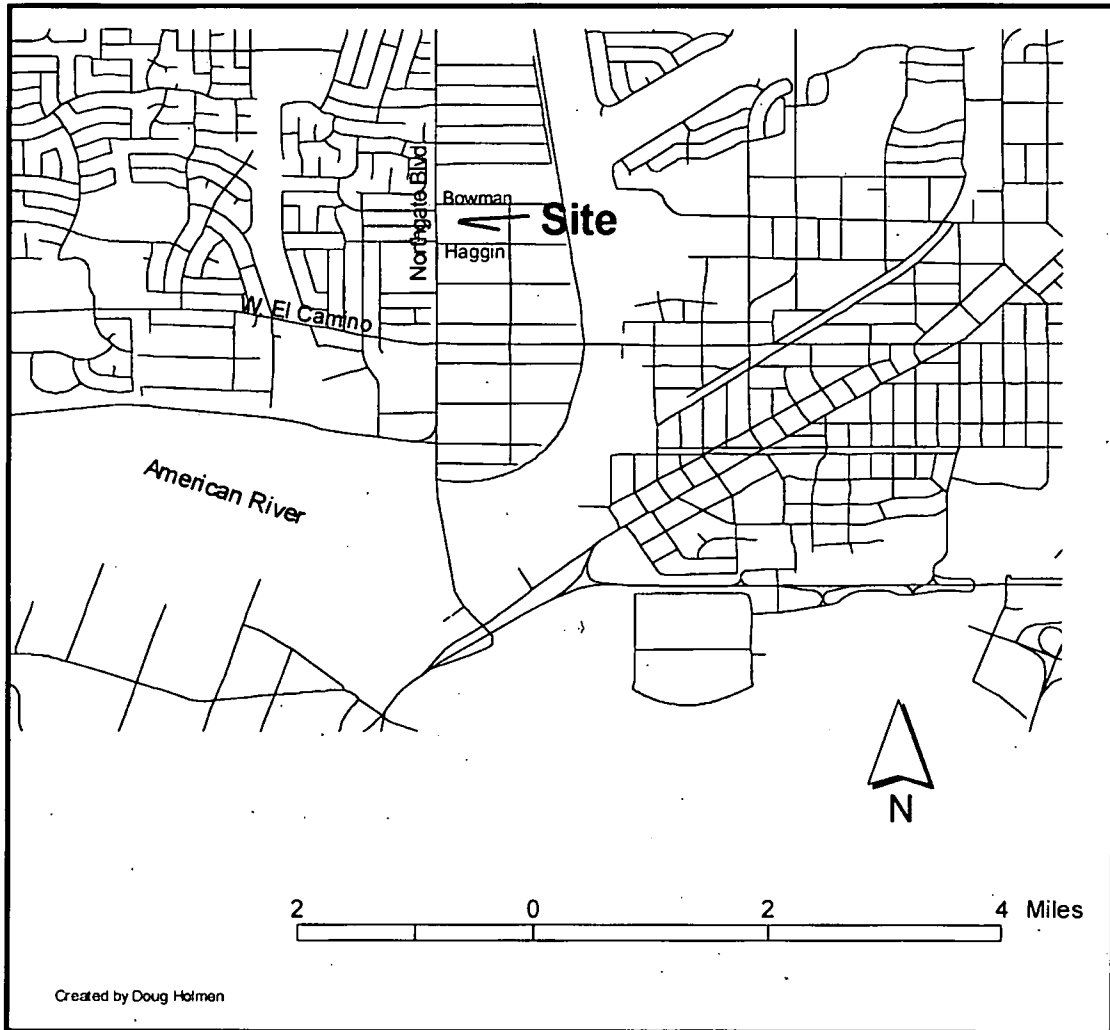 Northgate Blvd
Bowman
Site
Haggin
W. El Camino
American River
N
2 0 2 4 Miles
Created by Doug Holmen